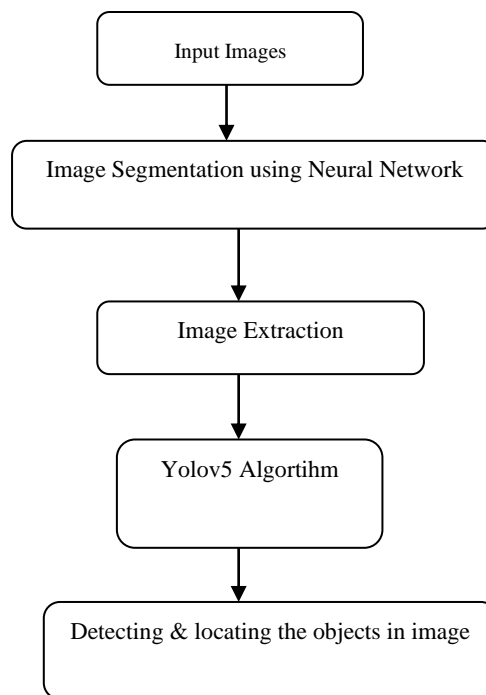 Input Images
Image Segmentation using Neural Network
Image Extraction
Yolov5 Algortihm
Detecting & locating the objects in image